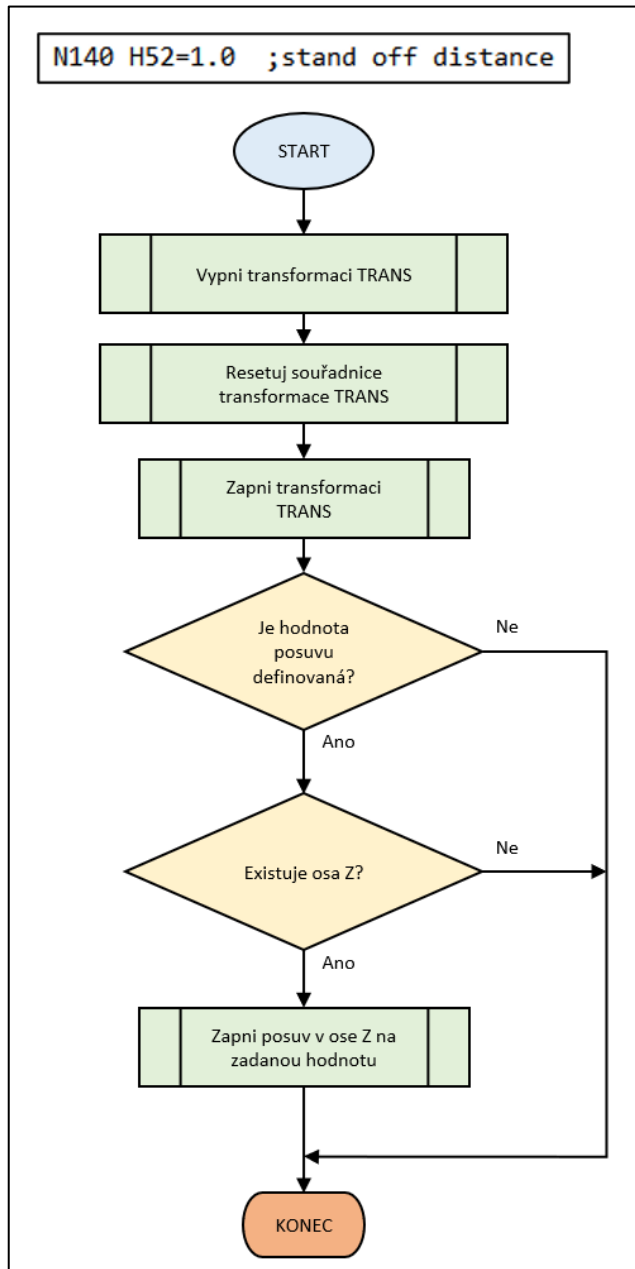 N140 H52=1.0  ;stand off distance
START
Vypni transformaci TRANS
Resetuj souřadnice
transformace TRANS
Zapni transformaci
TRANS
Je hodnota
posuvu
definovaná?
Ne
Ano
Existuje osa Z?
Ne
Ano
Zapni posuv v ose Z na
zadanou hodnotu
KONEC